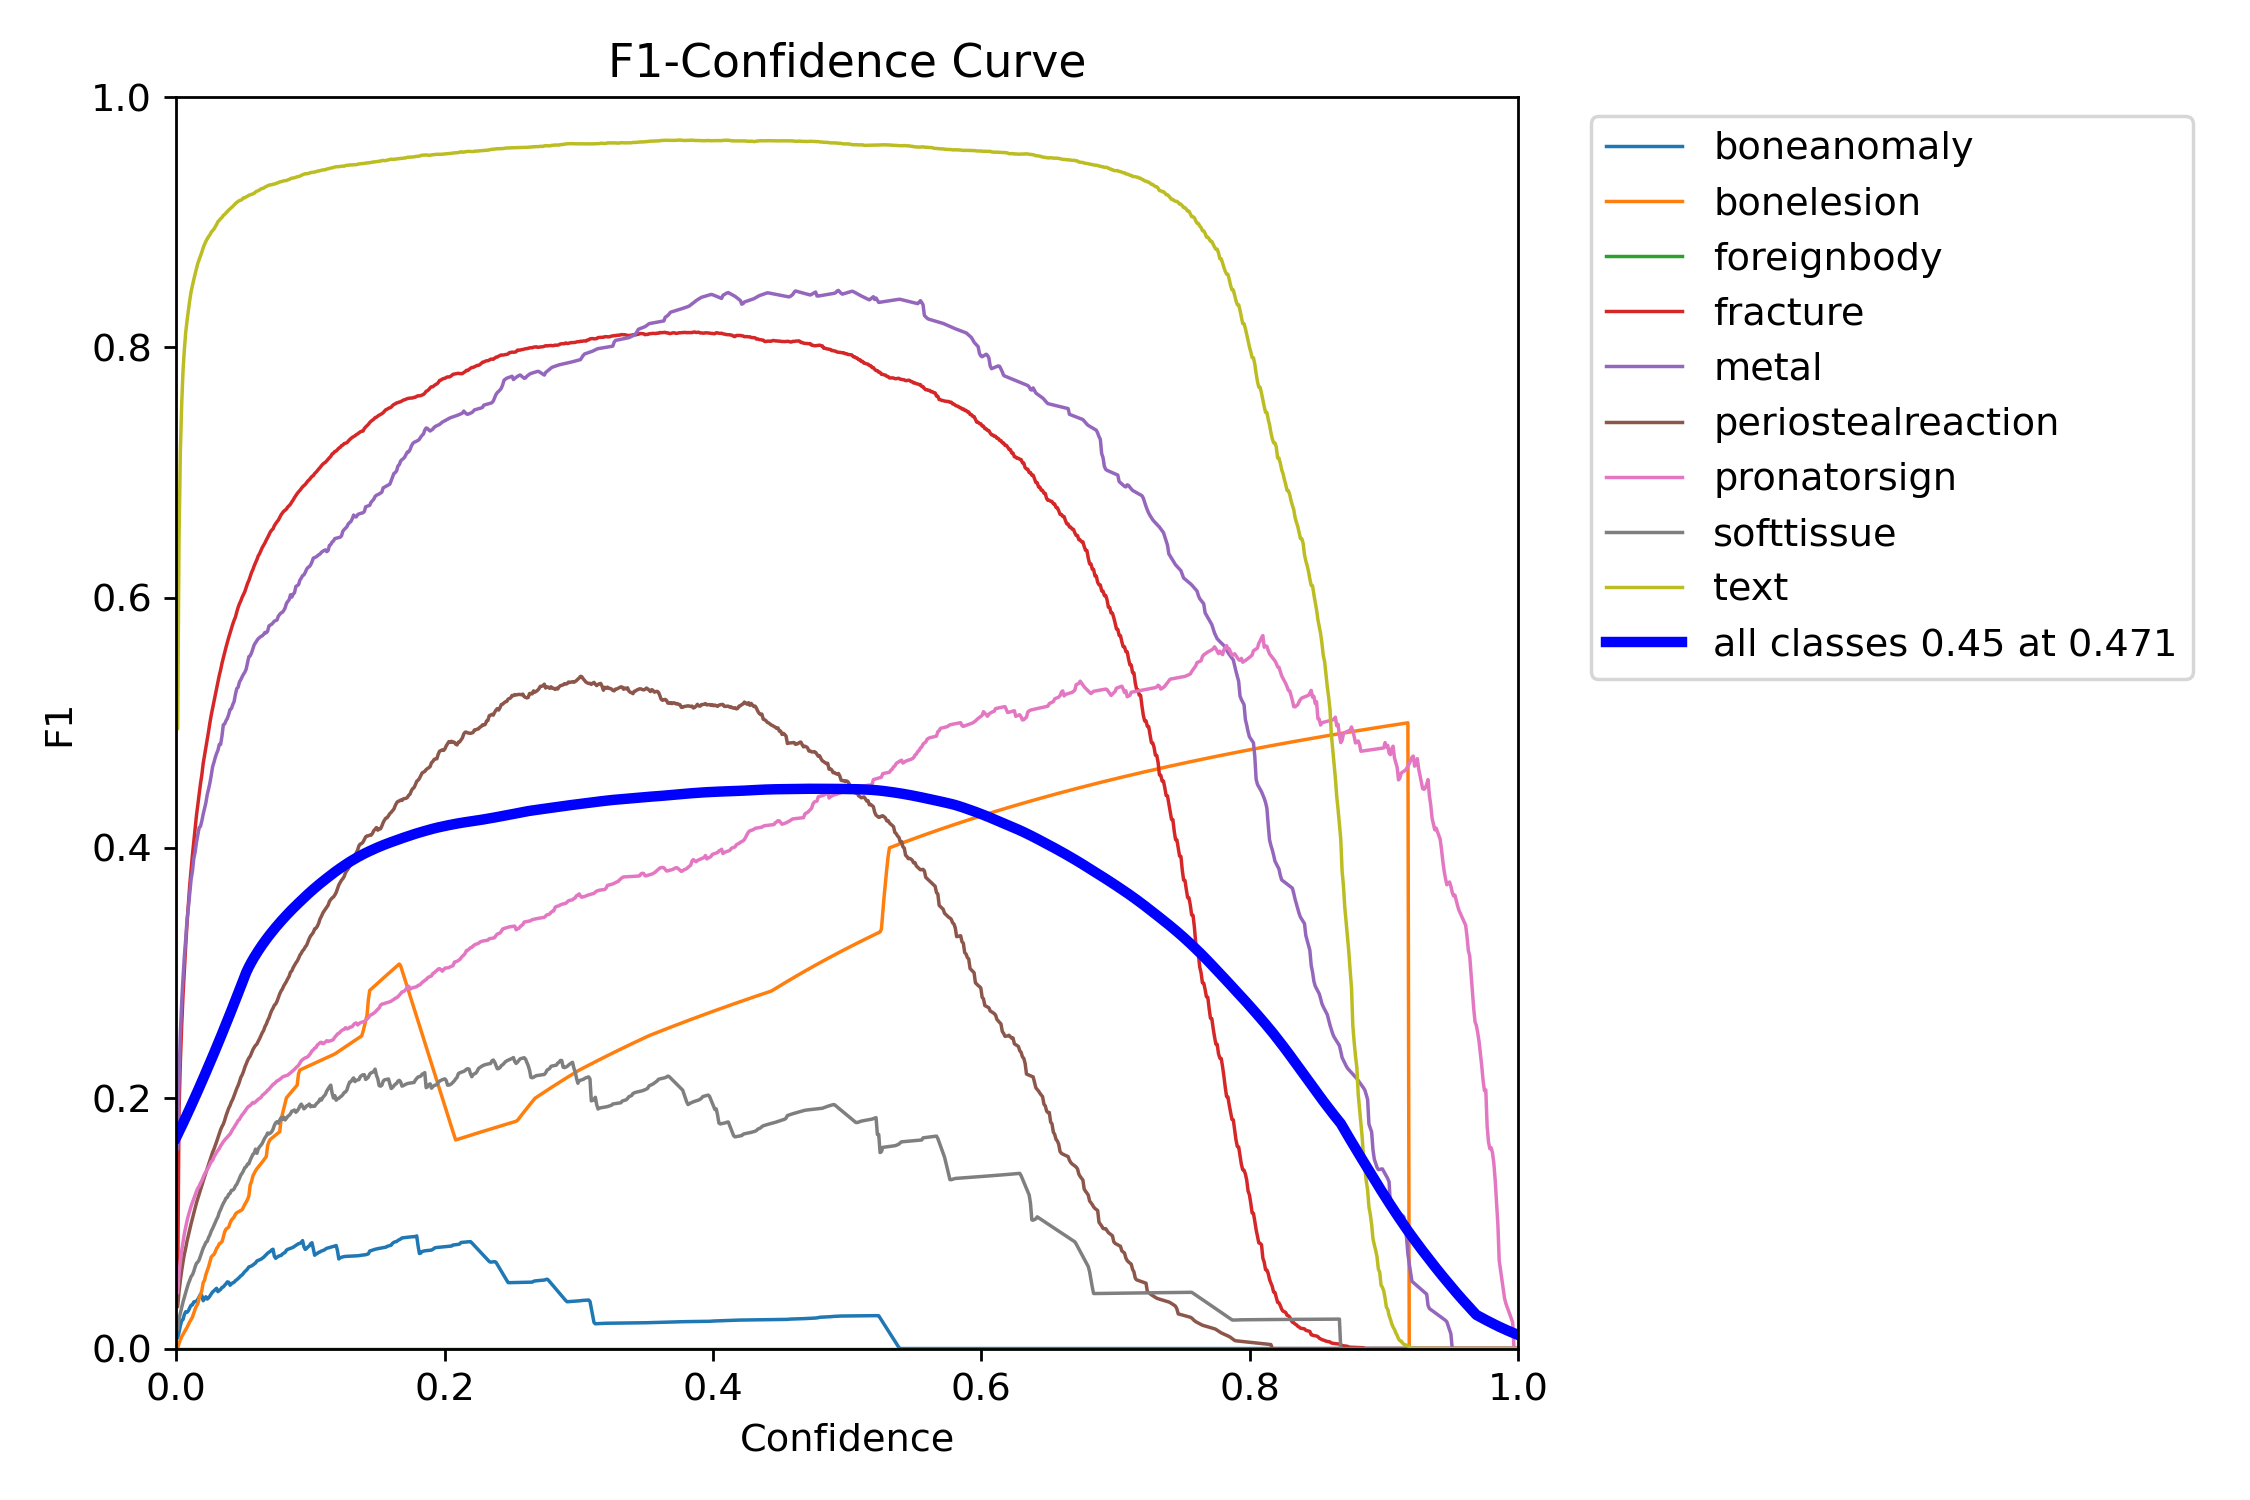 F1-Confidence Curve
1.0
0.8
0.6
0.4
0.2
0.0
F1
0.0 0.2 0.4 0.6 0.8 1.0
Confidence
boneanomaly
bonelesion
foreignbody
fracture
metal
periostealreaction
pronatorsign
softtissue
text
all classes 0.45 at 0.471